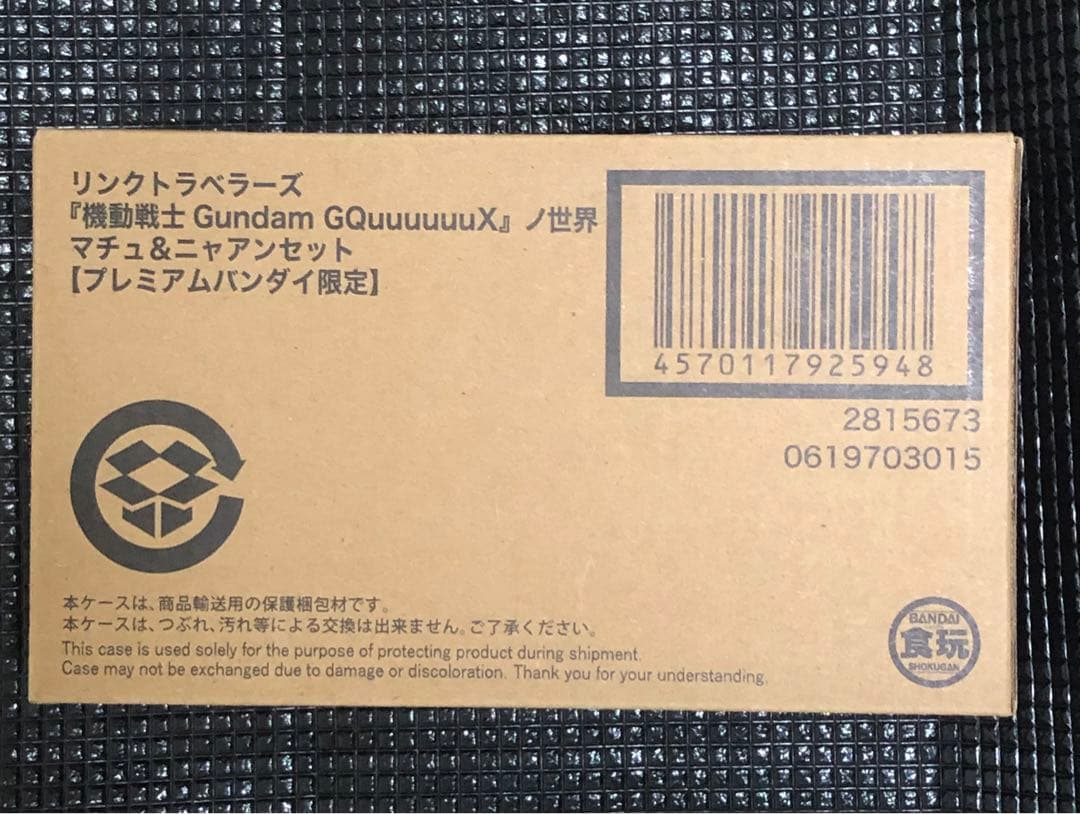 リンクトラベラーズ
『機動戦士 Gundam GQuuuuuuX』ノ世界
マチュ&ニャアンセット
【プレミアムバンダイ限定】
4570117925948
2815673
0619703015
本ケースは、商品輸送用の保護梱包材です。
本ケースは、つぶれ、汚れ等による交換は出来ません。ご了承ください。
This case is used solely for the purpose of protecting product during shipment.
Case may not be exchanged due to damage or discoloration. Thank you for your understanding.
BANDAI
食玩
SHOKUGAN